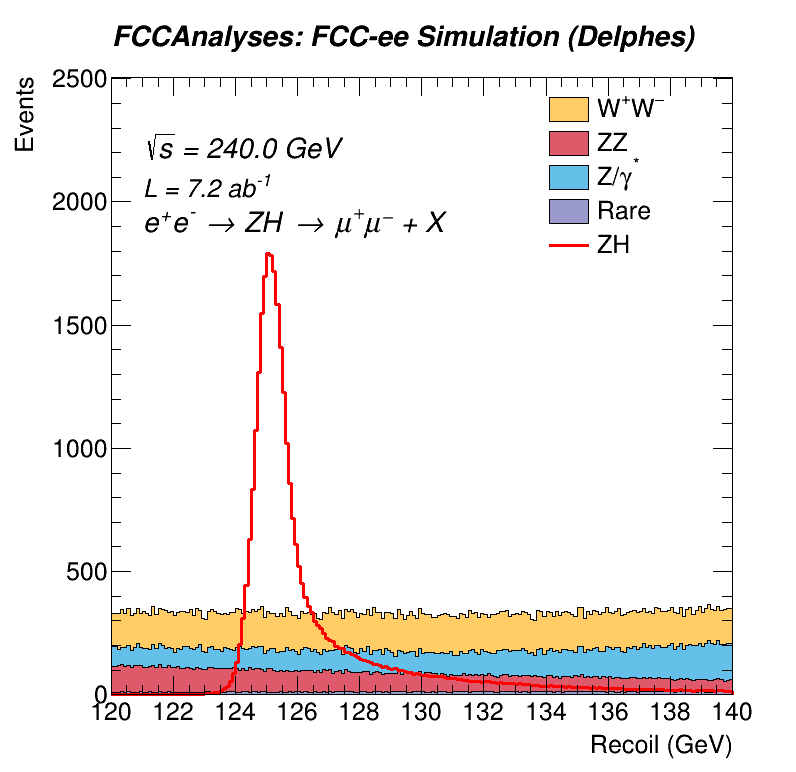 FCCAnalyses: FCC-ee Simulation (Delphes)
Events
2500
2000
1500
1000
500
0
√s = 240.0 GeV
L = 7.2 ab⁻¹
e⁺e⁻ → ZH → μ⁺μ⁻ + X
W⁺W⁻
ZZ
Z/γ*
Rare
ZH
120 122 124 126 128 130 132 134 136 138 140
Recoil (GeV)